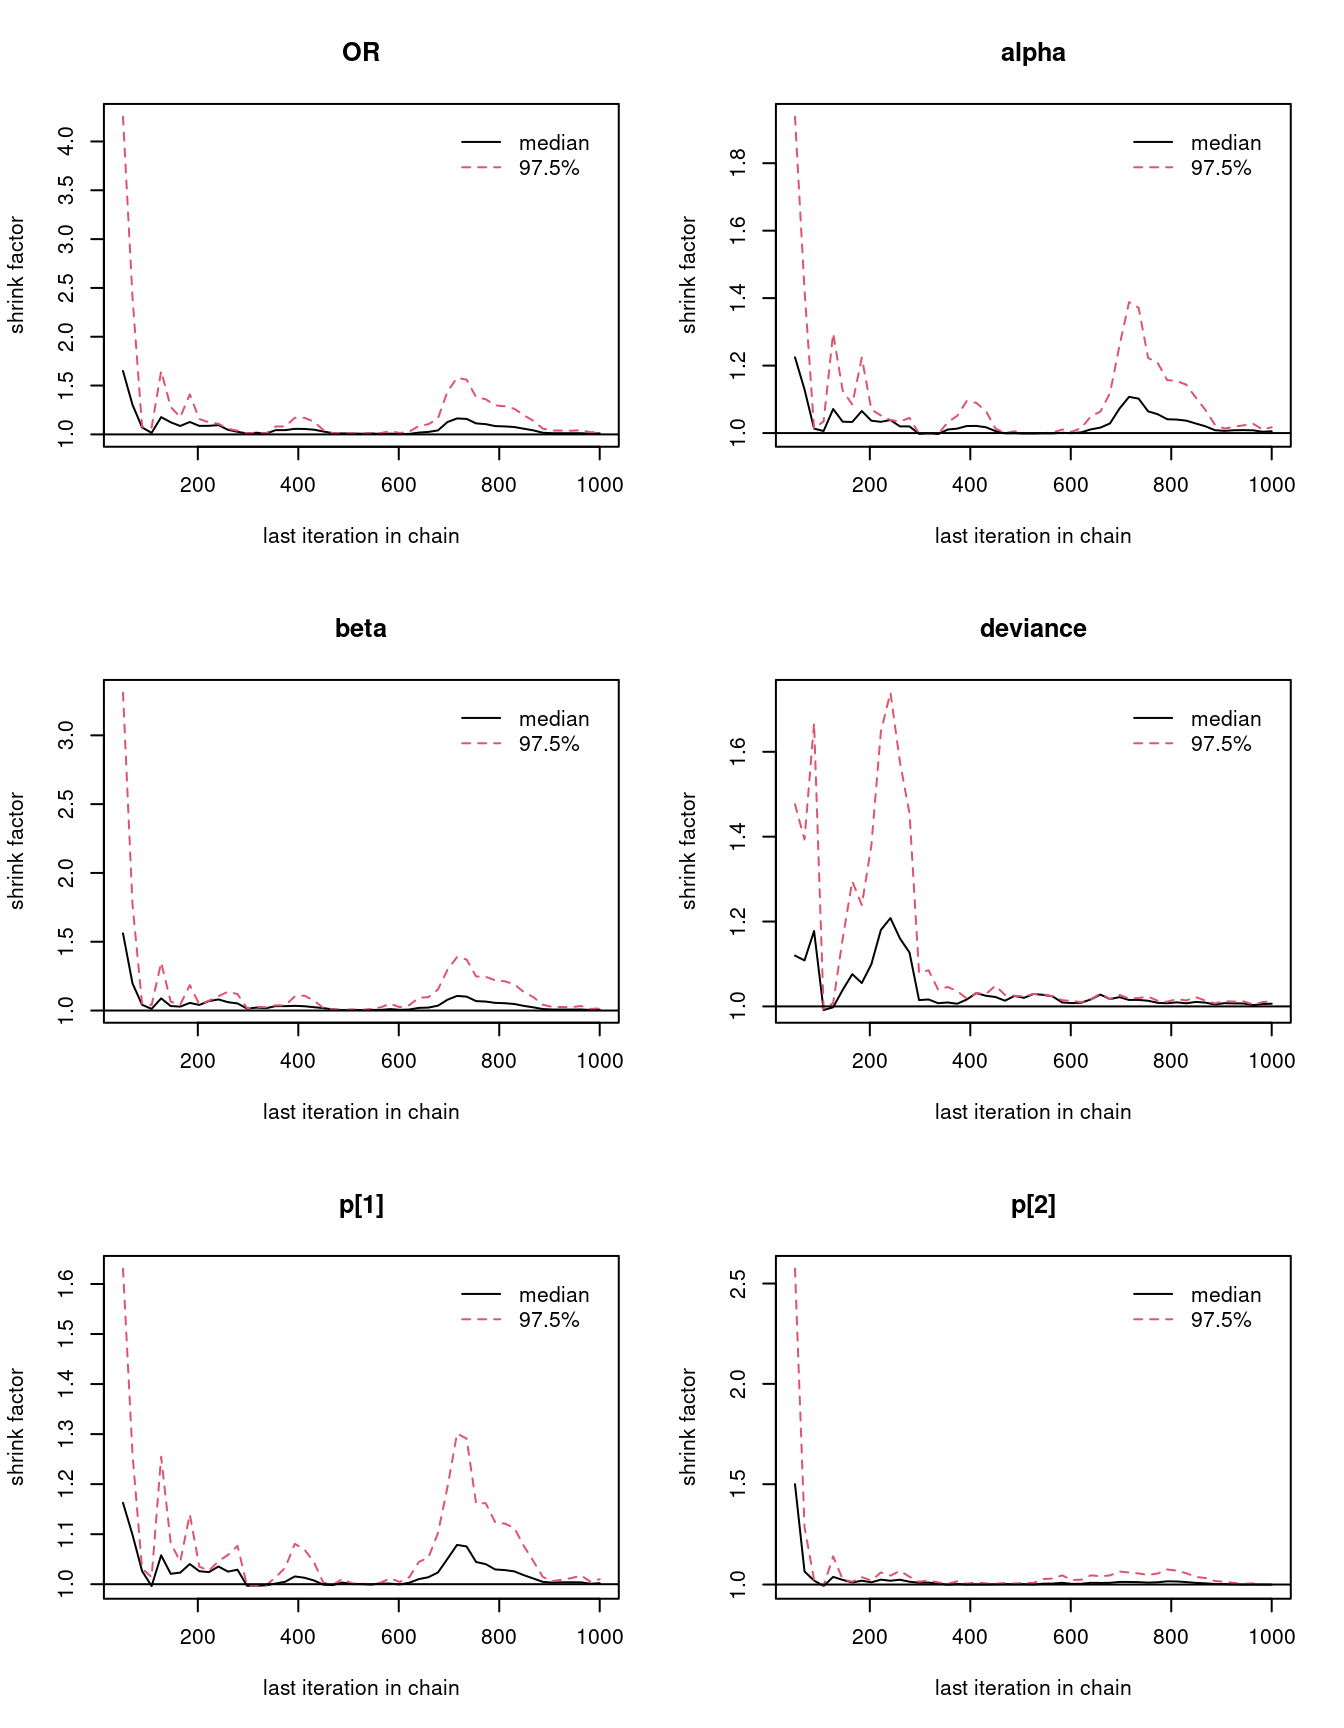 OR
shrink factor
1.0 1.5 2.0 2.5 3.0 3.5 4.0
median
97.5%
200 400 600 800 1000
last iteration in chain
alpha
shrink factor
1.0 1.2 1.4 1.6 1.8
median
97.5%
200 400 600 800 1000
last iteration in chain
beta
shrink factor
1.0 1.5 2.0 2.5 3.0
median
97.5%
200 400 600 800 1000
last iteration in chain
deviance
shrink factor
1.0 1.2 1.4 1.6
median
97.5%
200 400 600 800 1000
last iteration in chain
p[1]
shrink factor
1.0 1.1 1.2 1.3 1.4 1.5 1.6
median
97.5%
200 400 600 800 1000
last iteration in chain
p[2]
shrink factor
1.0 1.5 2.0 2.5
median
97.5%
200 400 600 800 1000
last iteration in chain